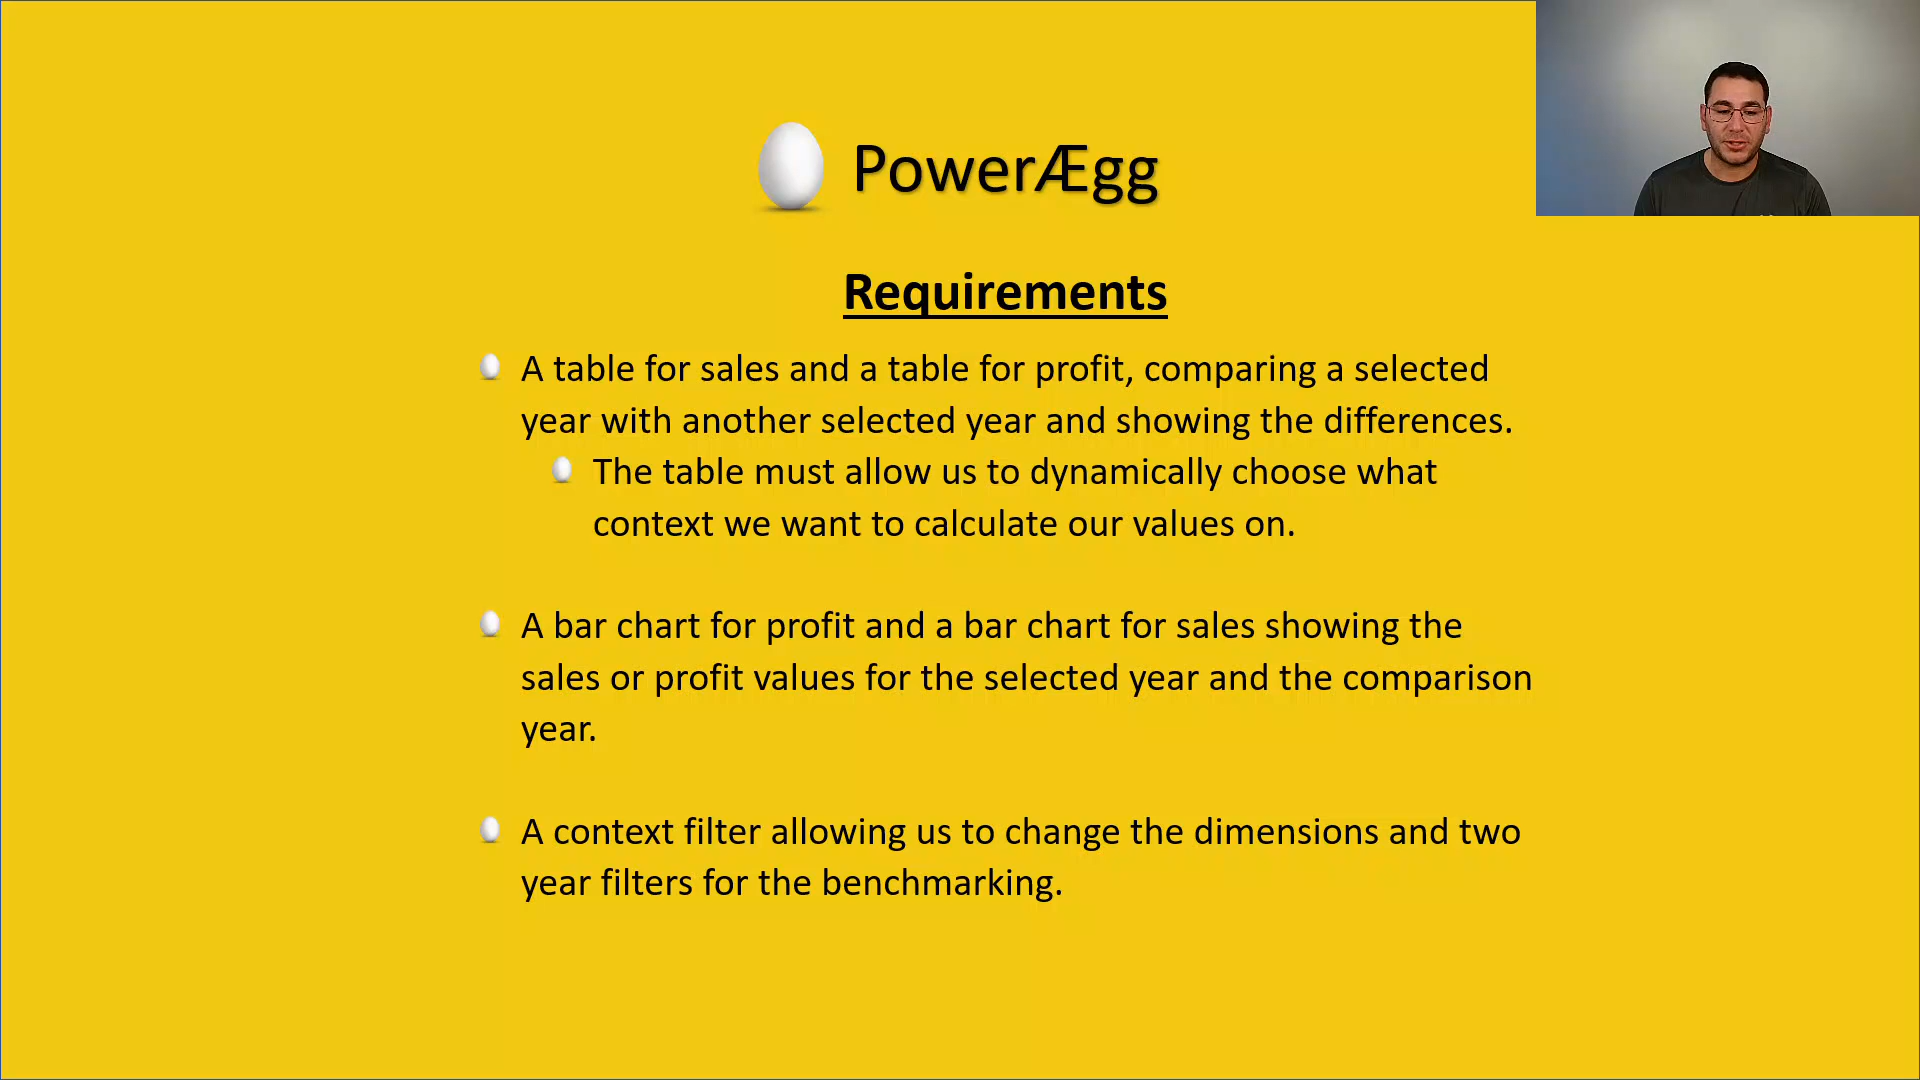 PowerÆgg
Requirements
A table for sales and a table for profit, comparing a selected
year with another selected year and showing the differences.
The table must allow us to dynamically choose what
context we want to calculate our values on.
A bar chart for profit and a bar chart for sales showing the
sales or profit values for the selected year and the comparison
year.
A context filter allowing us to change the dimensions and two
year filters for the benchmarking.